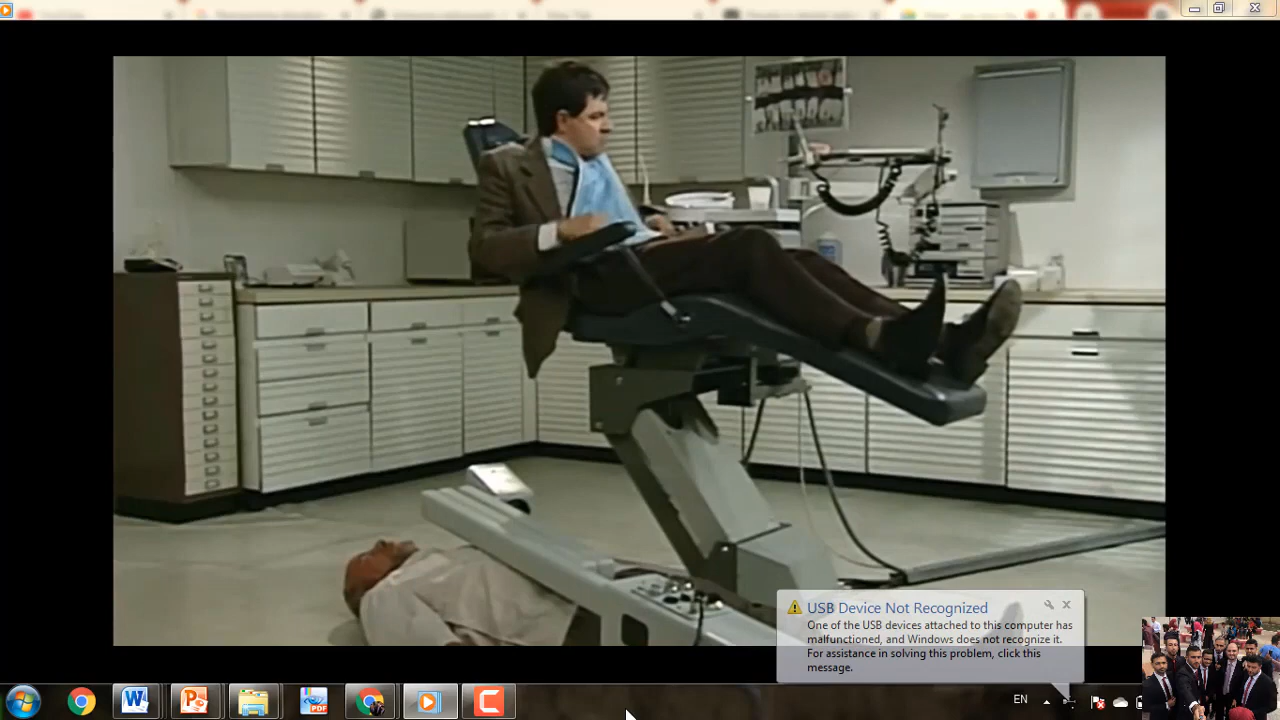 USB Device Not Recognized
One of the USB devices attached to this computer has
malfunctioned, and Windows does not recognize it.
For assistance in solving this problem, click this
message.
W
P
PDF
C
EN